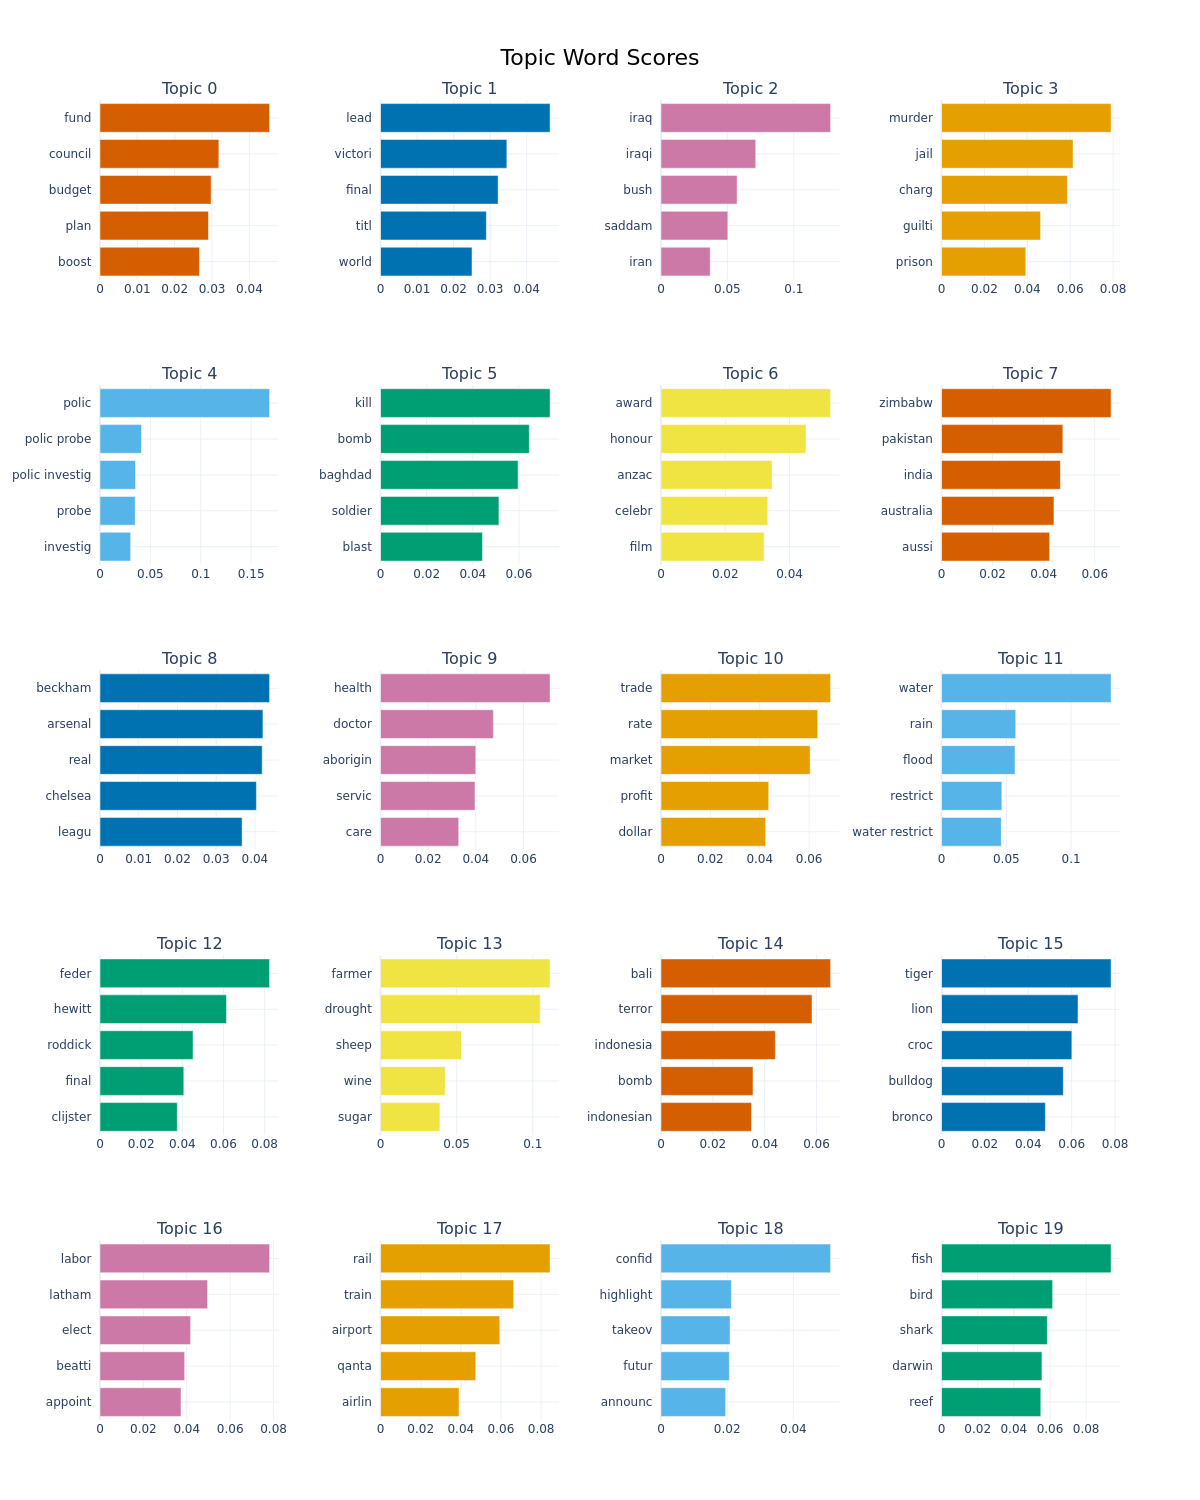 Topic Word Scores
Topic 0
fund
council
budget
plan
boost
0 0.01 0.02 0.03 0.04
Topic 1
lead
victori
final
titl
world
0 0.01 0.02 0.03 0.04
Topic 2
iraq
iraqi
bush
saddam
iran
0 0.05 0.1
Topic 3
murder
jail
charg
guilti
prison
0 0.02 0.04 0.06 0.08
Topic 4
polic
polic probe
polic investig
probe
investig
0 0.05 0.1 0.15
Topic 5
kill
bomb
baghdad
soldier
blast
0 0.02 0.04 0.06
Topic 6
award
honour
anzac
celebr
film
0 0.02 0.04
Topic 7
zimbabw
pakistan
india
australia
aussi
0 0.02 0.04 0.06
Topic 8
beckham
arsenal
real
chelsea
leagu
0 0.01 0.02 0.03 0.04
Topic 9
health
doctor
aborigin
servic
care
0 0.02 0.04 0.06
Topic 10
trade
rate
market
profit
dollar
0 0.02 0.04 0.06
Topic 11
water
rain
flood
restrict
water restrict
0 0.05 0.1
Topic 12
feder
hewitt
roddick
final
clijster
0 0.02 0.04 0.06 0.08
Topic 13
farmer
drought
sheep
wine
sugar
0 0.05 0.1
Topic 14
bali
terror
indonesia
bomb
indonesian
0 0.02 0.04 0.06
Topic 15
tiger
lion
croc
bulldog
bronco
0 0.02 0.04 0.06 0.08
Topic 16
labor
latham
elect
beatti
appoint
0 0.02 0.04 0.06 0.08
Topic 17
rail
train
airport
qanta
airlin
0 0.02 0.04 0.06 0.08
Topic 18
confid
highlight
takeov
futur
announc
0 0.02 0.04
Topic 19
fish
bird
shark
darwin
reef
0 0.02 0.04 0.06 0.08